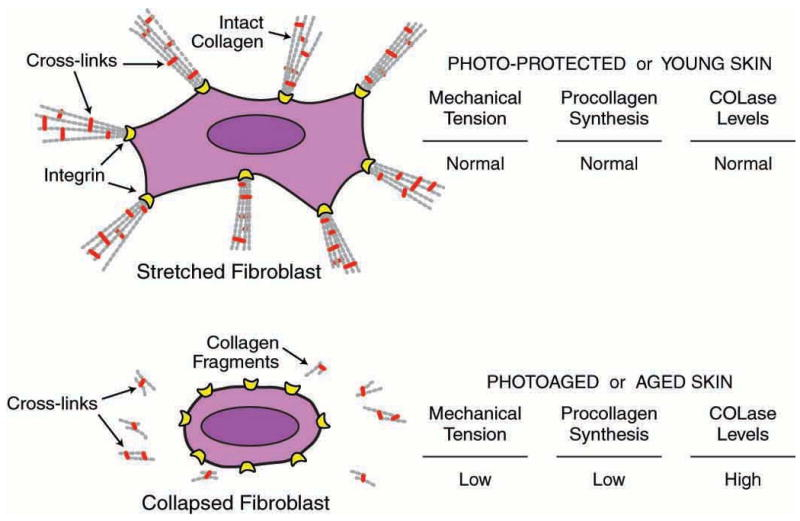 Intact
Collagen
Cross-links
Integrin
Stretched Fibroblast
PHOTO-PROTECTED or YOUNG SKIN
Mechanical Tension
Procollagen Synthesis
COLase Levels
Normal
Normal
Normal
Collagen
Fragments
Cross-links
Collapsed Fibroblast
PHOTOAGED or AGED SKIN
Mechanical Tension
Procollagen Synthesis
COLase Levels
Low
Low
High